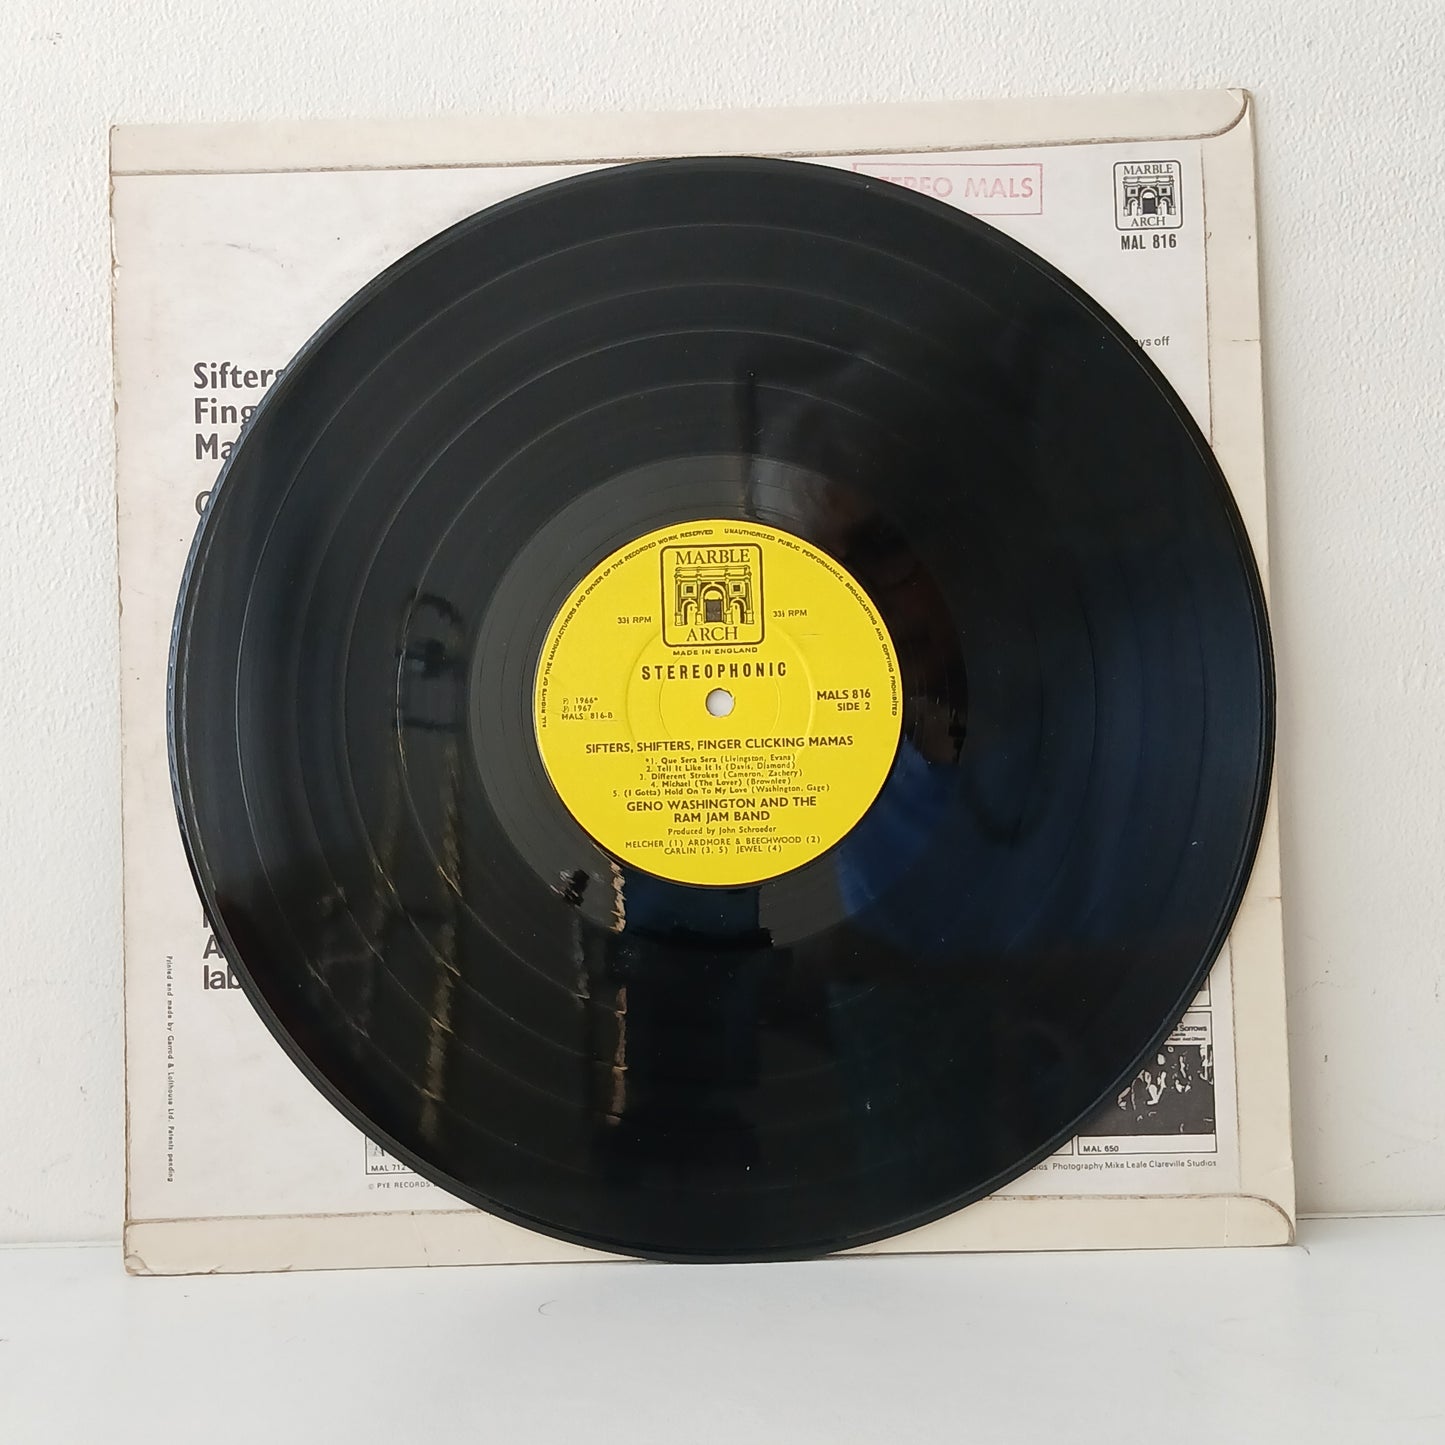 STEREO MALS
MARBLE
ARCH
MAL 816
ys off
Sifters
Fing
Ma
A
lab
Printed and made by Garrod & Lofthouse Ltd. Patents pending
MAL 712
© PYE RECORDS
Sorrows
MAL 650
Photography Mike Leale Clareville Studios
ALL RIGHTS OF THE MANUFACTURERS AND OWNER OF THE RECORDED WORK RESERVED UNAUTHORIZED PUBLIC PERFORMANCE, BROADCASTING AND COPYING PROHIBITED
MARBLE
ARCH
33⅓ RPM
33⅓ RPM
MADE IN ENGLAND
STEREOPHONIC
℗ 1966*
℗ 1967
MALS 816-B
MALS 816
SIDE 2
SIFTERS, SHIFTERS, FINGER CLICKING MAMAS
*1. Que Sera Sera (Livingston, Evans)
2. Tell It Like It Is (Davis, Diamond)
3. Different Strokes (Cameron, Zachery)
4. Michael (The Lover) (Brownlee)
5. (I Gotta) Hold On To My Love (Washington, Gage)
GENO WASHINGTON AND THE
RAM JAM BAND
Produced by John Schroeder
MELCHER (1) ARDMORE & BEECHWOOD (2)
CARLIN (3, 5) JEWEL (4)